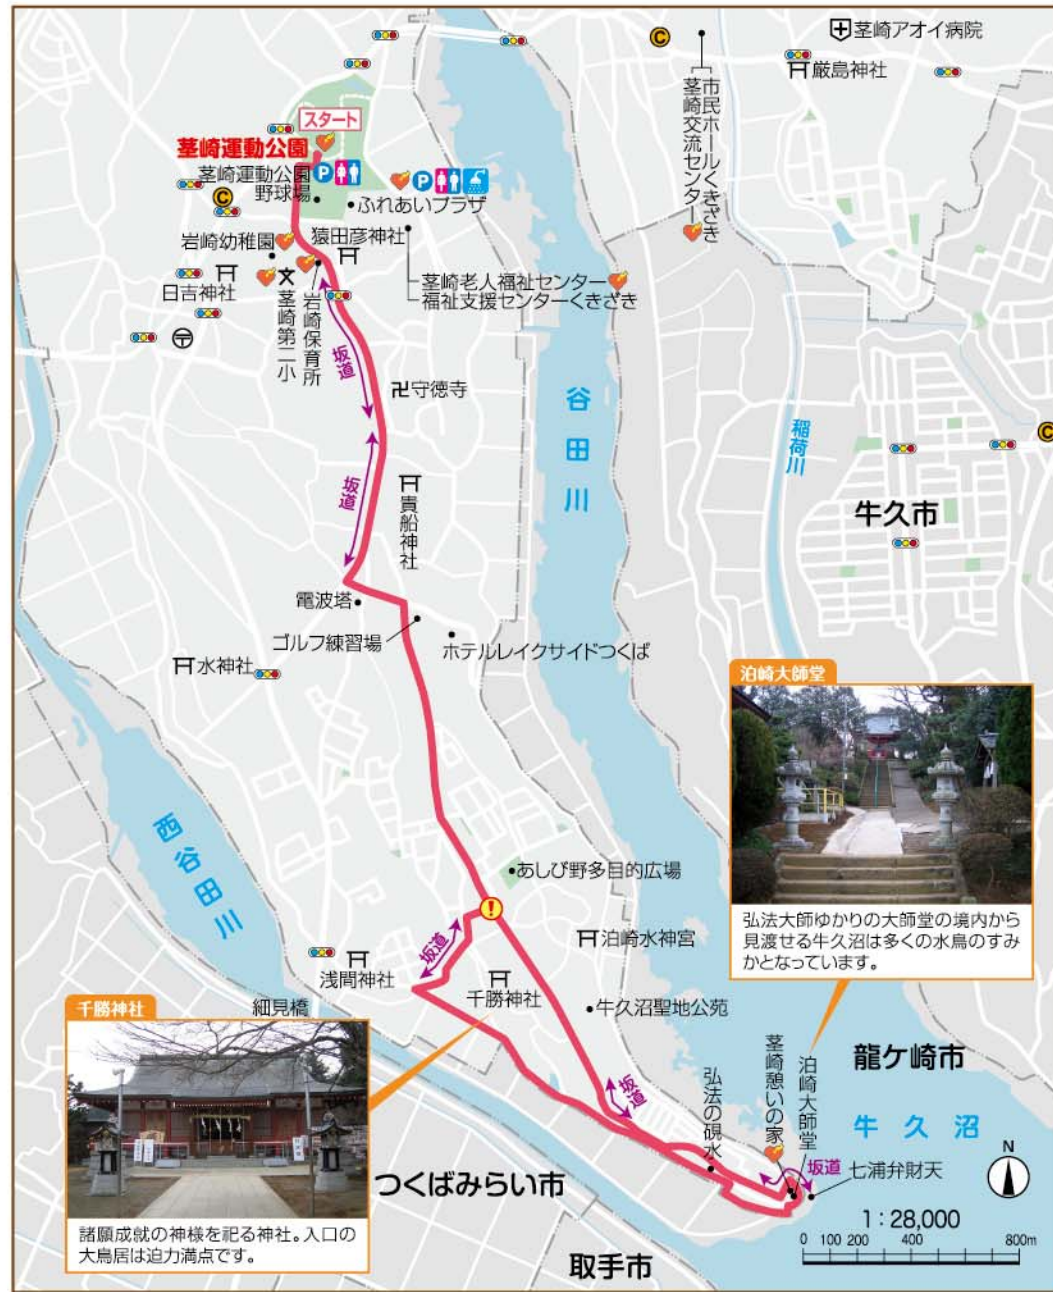 茎崎アオイ病院
厳島神社
市民ホールくきざき
茎崎交流センター
スタート
茎崎運動公園
茎崎運動公園
野球場
P
P
ふれあいプラザ
C
C
C
岩崎幼稚園
猿田彦神社
日吉神社
茎崎老人福祉センター
福祉支援センターくきざき
文
茎崎第二小
岩崎保育所
〒
坂道
卍守徳寺
谷田川
稲荷川
牛久市
坂道
貴船神社
電波塔
ゴルフ練習場
ホテルレイクサイドつくば
水神社
西谷田川
泊崎大師堂
弘法大師ゆかりの大師堂の境内から
見渡せる牛久沼は多くの水鳥のすみ
かとなっています。
あしび野多目的広場
!
坂道
泊崎水神宮
浅間神社
千勝神社
牛久沼聖地公苑
細見橋
千勝神社
諸願成就の神様を祀る神社。入口の
大鳥居は迫力満点です。
坂道
弘法の硯水
茎崎憩いの家
泊崎大師堂
龍ケ崎市
牛久沼
坂道
七浦弁財天
つくばみらい市
取手市
N
1:28,000
0 100 200 400 800m